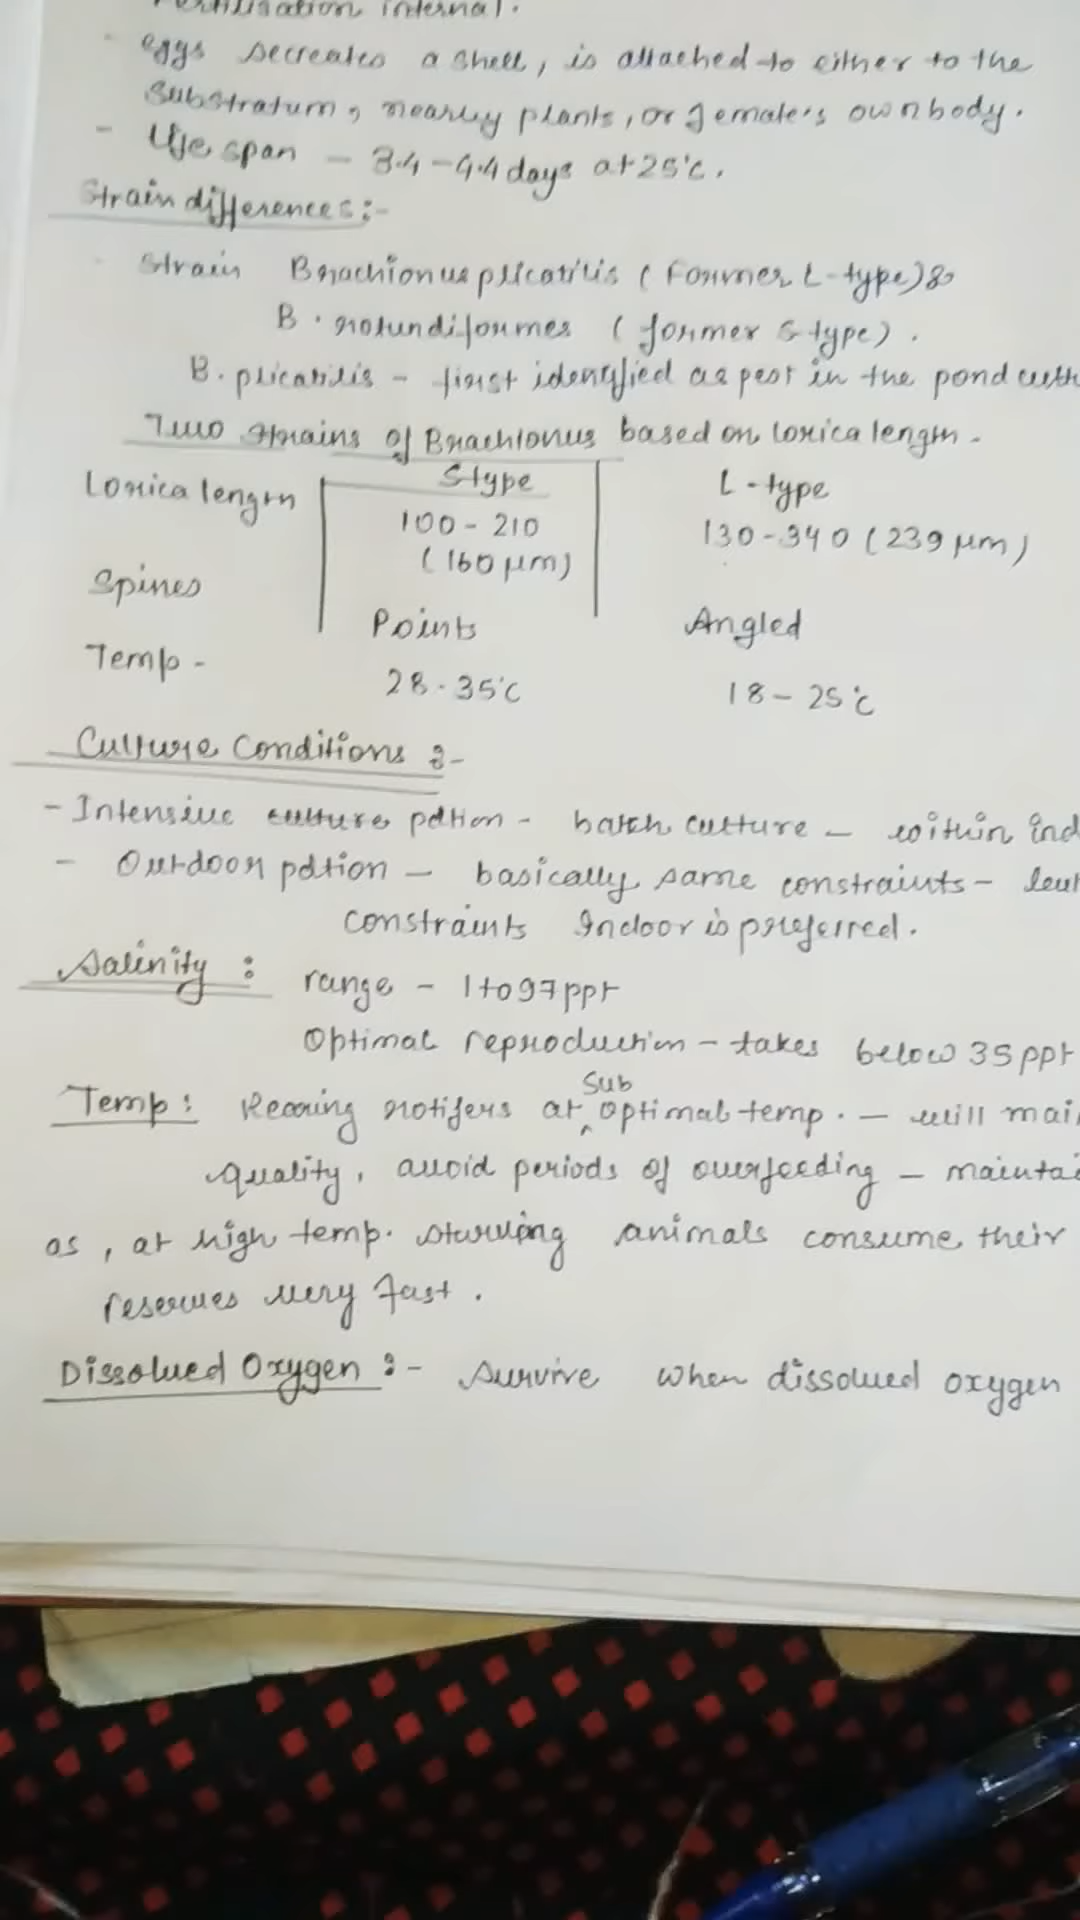 Fertilisation internal.
- eggs secreates a shell, is attached to either to the
substratum, nearly plants, or female's own body.
- life span - 3.4-4.4 days at 25°C.
Strain differences:-
- Strain Brachionus plicatilis (Former L-type) &
B. rotundiformes (former S type).
B. plicatilis - first identified as pest in the pond
Two strains of Brachionus based on lorica length -
S type L-type
Lorica length 100-210 130-340 (239 μm)
(160 μm)
Spines Points Angled
Temp - 28-35°C 18-25°C
Culture Conditions :-
- Intensive culture pdtion - batch culture - within ind
- Outdoor pdtion - basically same constraints -
constraints Indoor is preferred.
Salinity : range - 1 to 97 ppt
Optimal reproduction - takes below 35 ppt
Sub
Temp: Rearing rotifers at ^ optimal temp. - will mai
quality, avoid periods of overfeeding - maintai
as, at high temp. starving animals consume their
reserves very fast.
Dissolved Oxygen :- Survive when dissolved oxygen